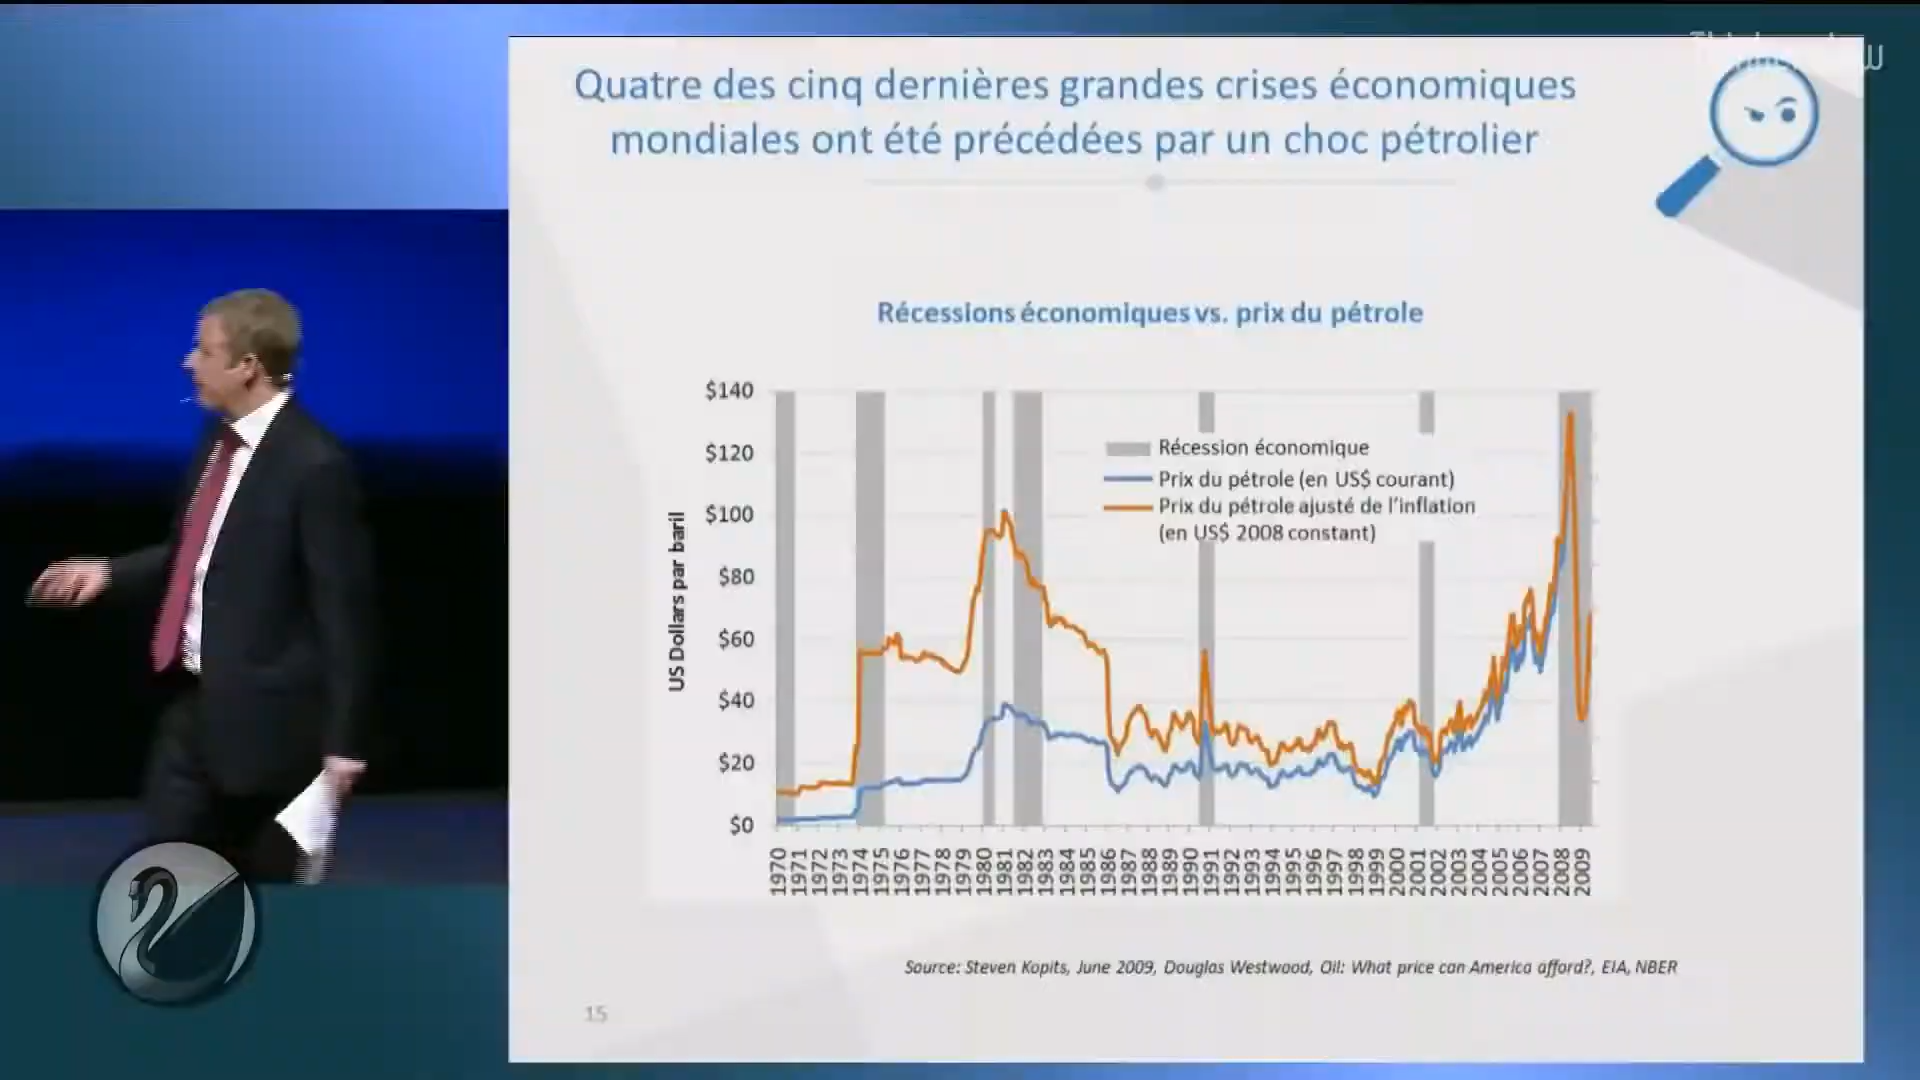 Quatre des cinq dernières grandes crises économiques
mondiales ont été précédées par un choc pétrolier
Récessions économiques vs. prix du pétrole
US Dollars par baril
$140
$120
$100
$80
$60
$40
$20
$0
Récession économique
Prix du pétrole (en US$ courant)
Prix du pétrole ajusté de l'inflation
(en US$ 2008 constant)
1970 1971 1972 1973 1974 1975 1976 1977 1978 1979 1980 1981 1982 1983 1984 1985 1986 1987 1988 1989 1990 1991 1992 1993 1994 1995 1996 1997 1998 1999 2000 2001 2002 2003 2004 2005 2006 2007 2008 2009
Source: Steven Kopits, June 2009, Douglas Westwood, Oil: What price can America afford?, EIA, NBER
15